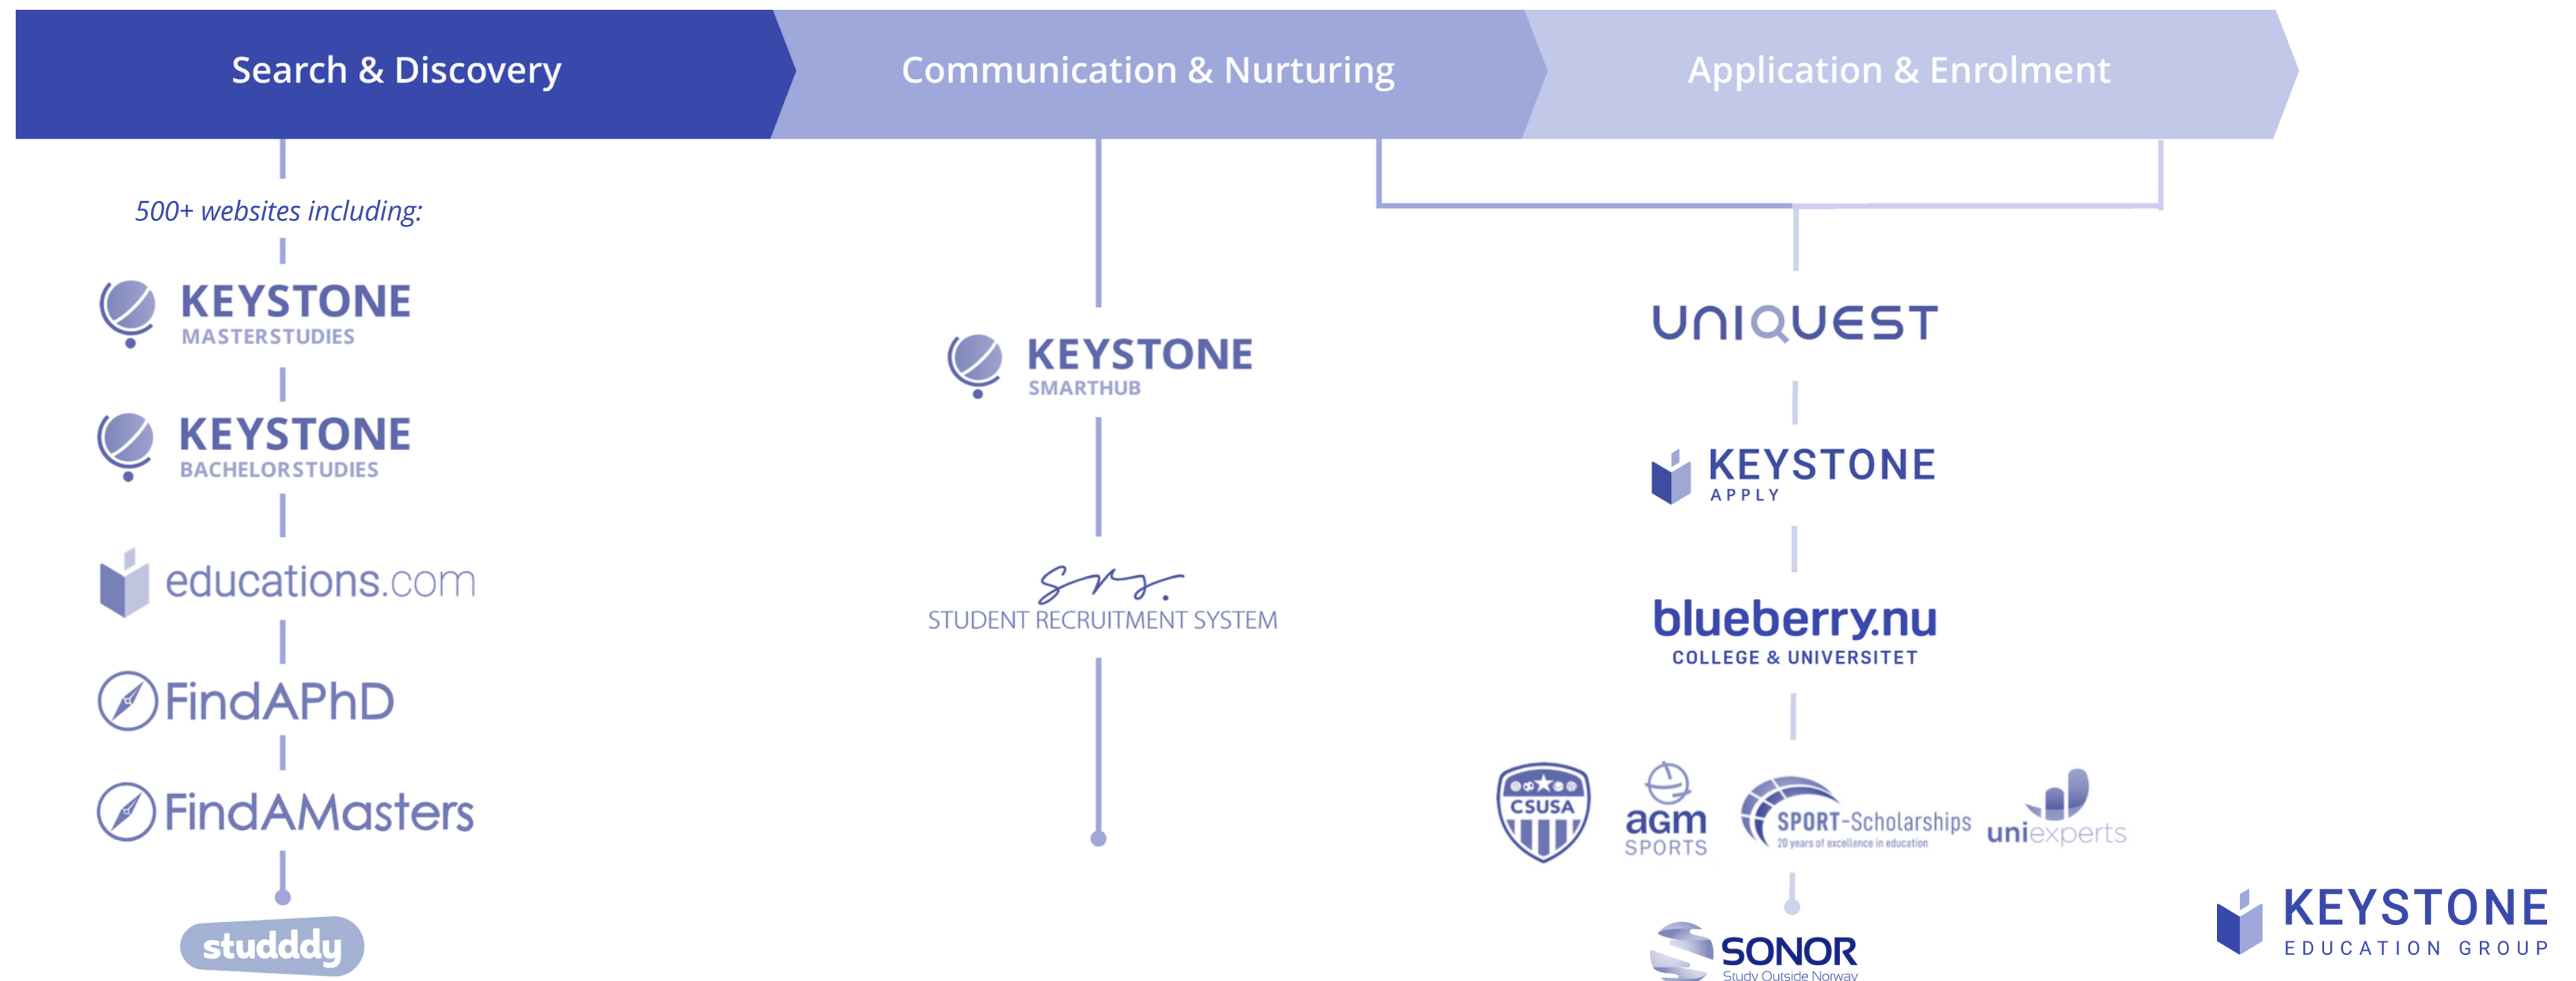 Search & Discovery
Communication & Nurturing
Application & Enrolment
500+ websites including:
KEYSTONE
MASTERSTUDIES
KEYSTONE
BACHELORSTUDIES
educations.com
FindAPhD
FindAMasters
studddy
KEYSTONE
SMARTHUB
srs.
STUDENT RECRUITMENT SYSTEM
UNIQUEST
KEYSTONE
APPLY
blueberry.nu
COLLEGE & UNIVERSITET
CSUSA
agm
SPORTS
SPORT-Scholarships
20 years of excellence in education
uniexperts
SONOR
Study Outside Norway
KEYSTONE
EDUCATION GROUP